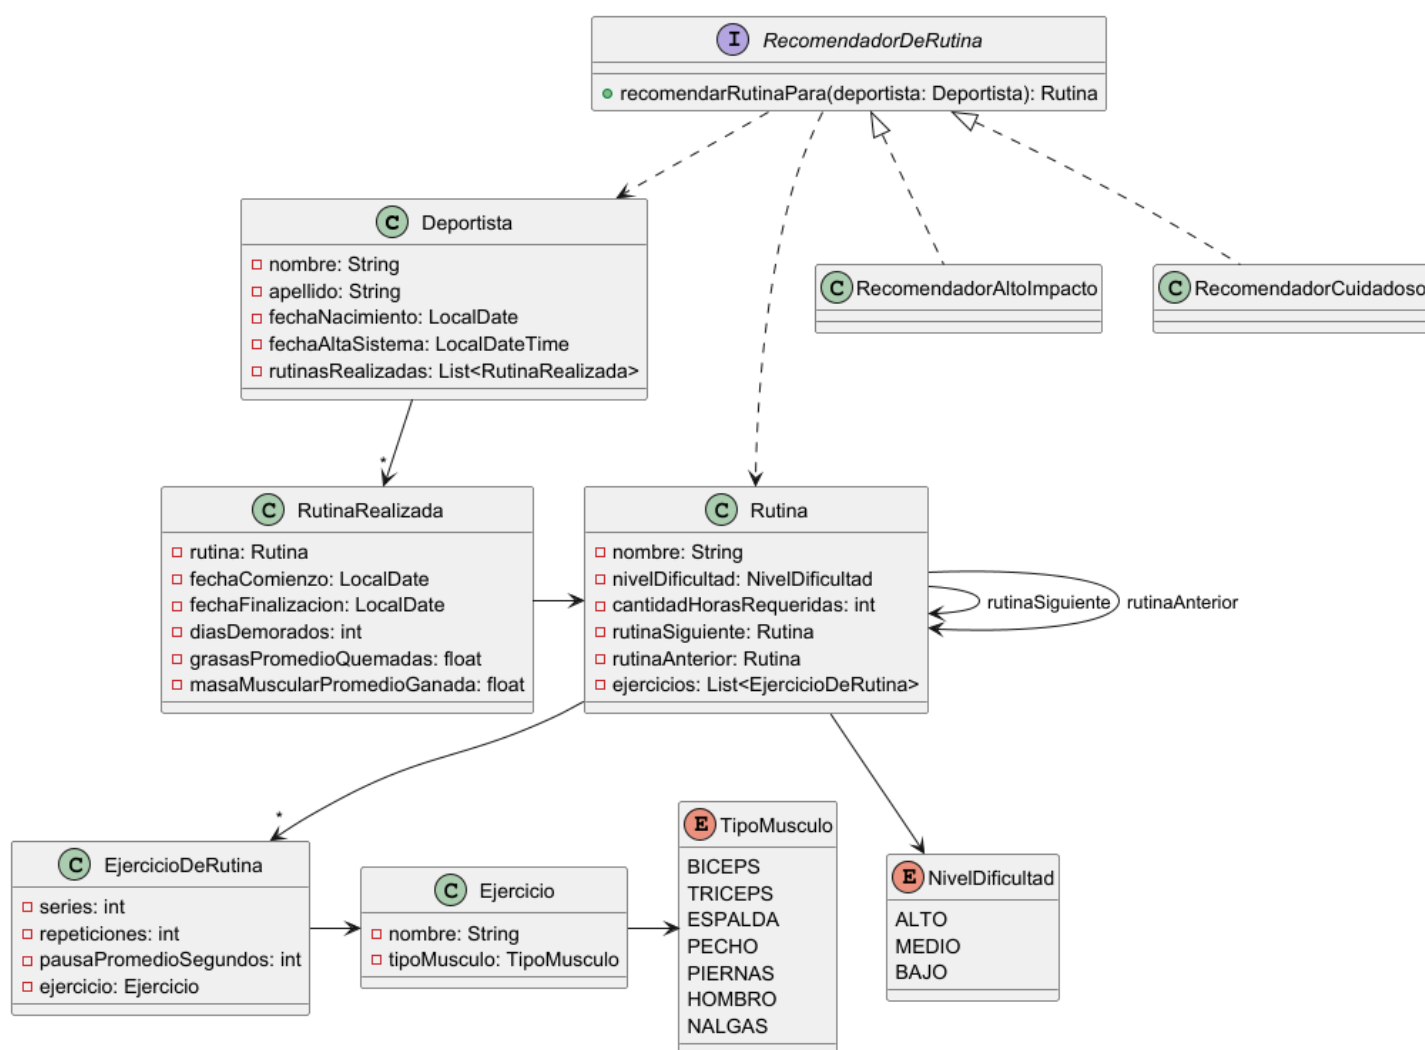 I RecomendadorDeRutina
recomendarRutinaPara(deportista: Deportista): Rutina
C Deportista
nombre: String
apellido: String
fechaNacimiento: LocalDate
fechaAltaSistema: LocalDateTime
rutinasRealizadas: List<RutinaRealizada>
C RecomendadorAltoImpacto
C RecomendadorCuidadoso
*
C RutinaRealizada
rutina: Rutina
fechaComienzo: LocalDate
fechaFinalizacion: LocalDate
diasDemorados: int
grasasPromedioQuemadas: float
masaMuscularPromedioGanada: float
C Rutina
nombre: String
nivelDificultad: NivelDificultad
cantidadHorasRequeridas: int
rutinaSiguiente: Rutina
rutinaAnterior: Rutina
ejercicios: List<EjercicioDeRutina>
rutinaSiguiente
rutinaAnterior
*
C EjercicioDeRutina
series: int
repeticiones: int
pausaPromedioSegundos: int
ejercicio: Ejercicio
C Ejercicio
nombre: String
tipoMusculo: TipoMusculo
E TipoMusculo
BICEPS
TRICEPS
ESPALDA
PECHO
PIERNAS
HOMBRO
NALGAS
E NivelDificultad
ALTO
MEDIO
BAJO